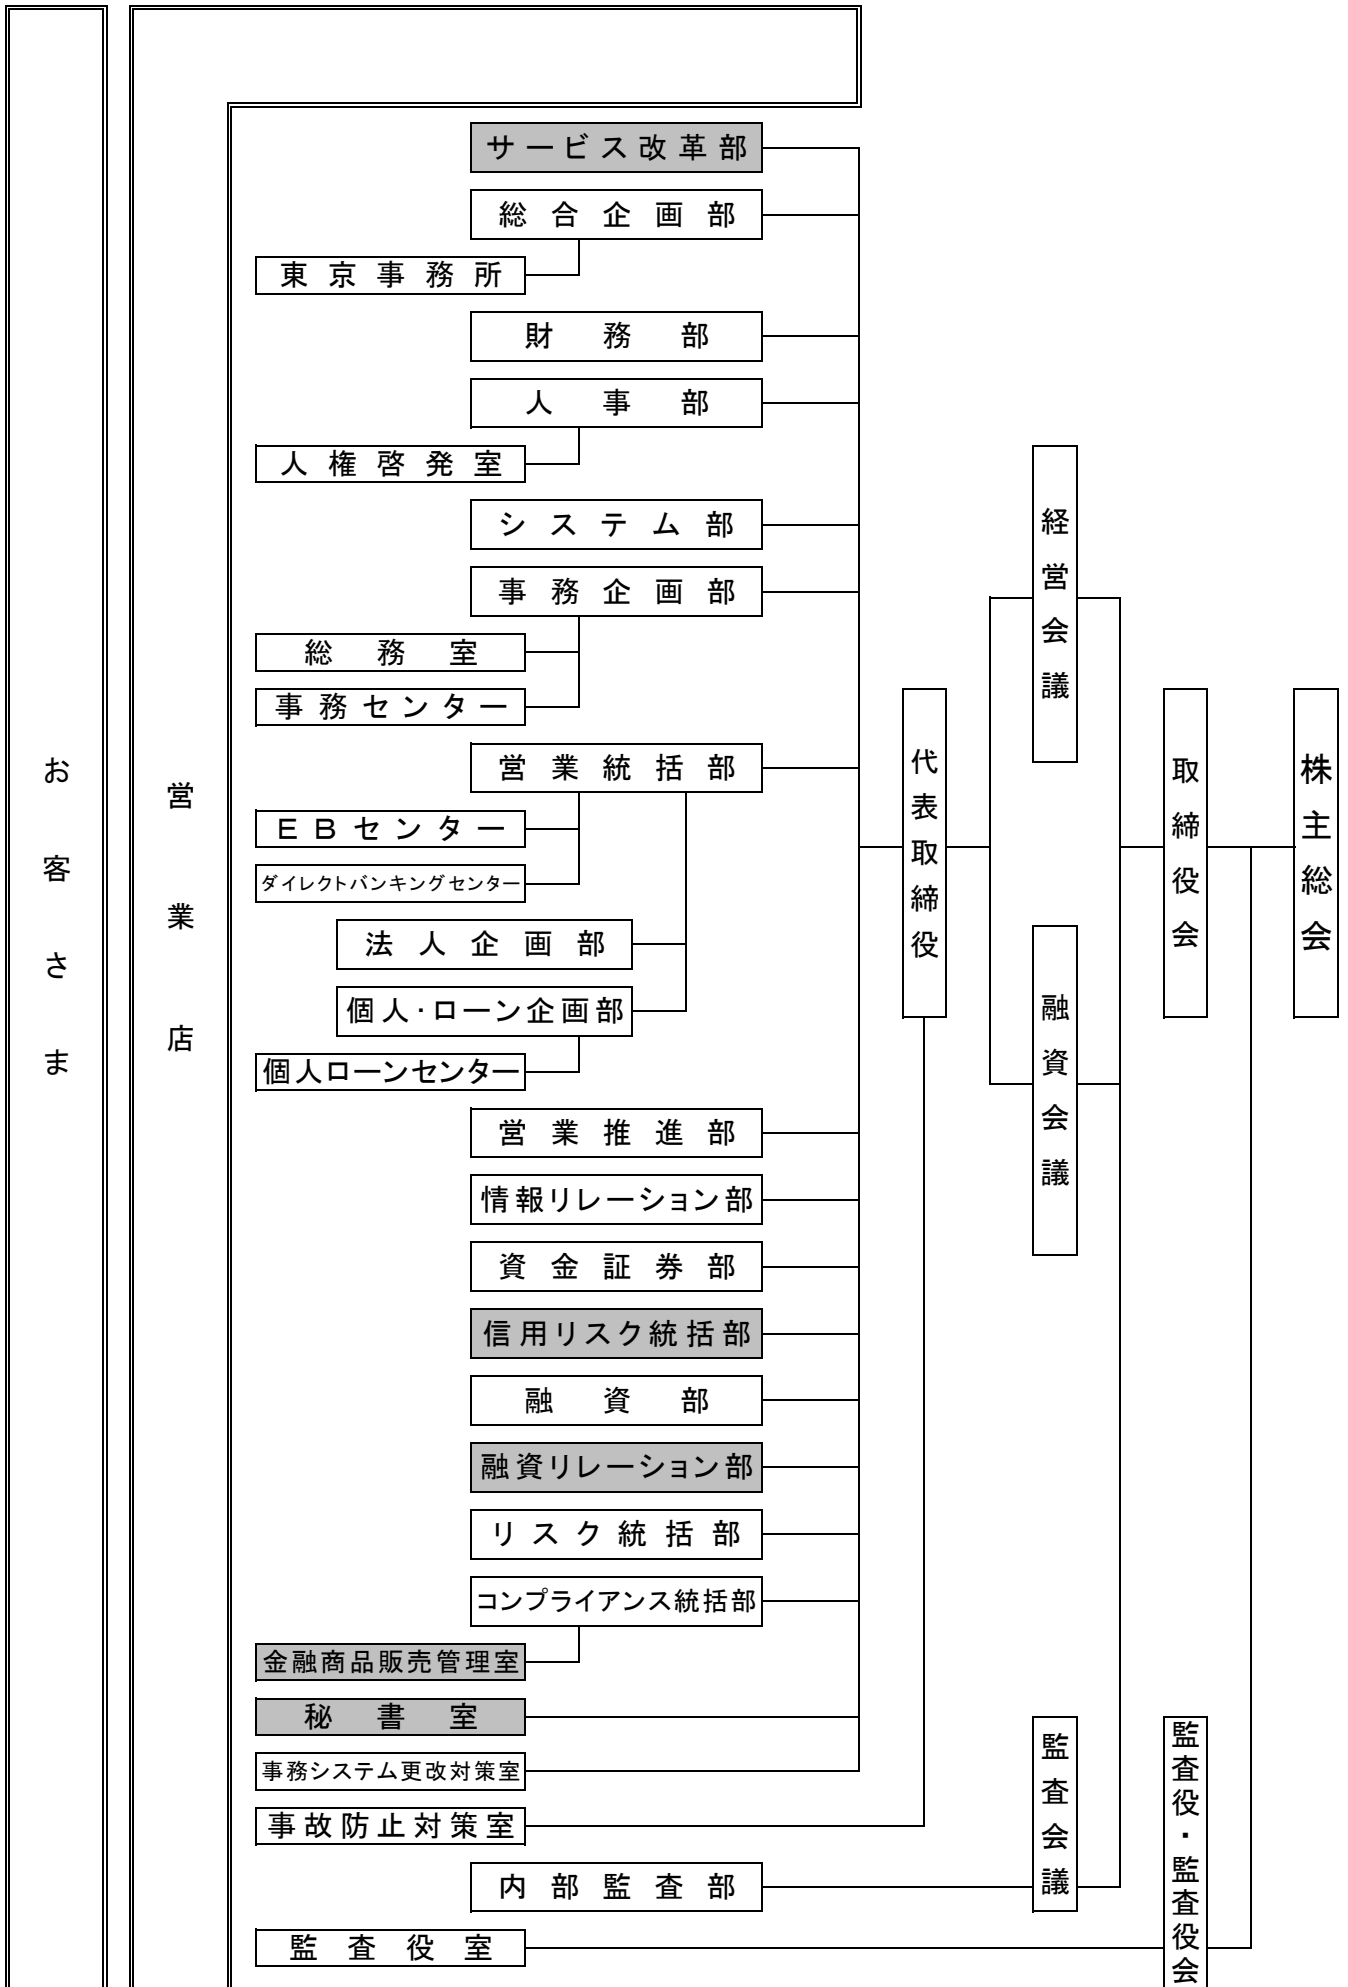 お客さま
営業店
サービス改革部
総合企画部
東京事務所
財務部
人事部
人権啓発室
システム部
事務企画部
総務室
事務センター
営業統括部
ＥＢセンター
ダイレクトバンキングセンター
法人企画部
個人・ローン企画部
個人ローンセンター
営業推進部
情報リレーション部
資金証券部
信用リスク統括部
融資部
融資リレーション部
リスク統括部
コンプライアンス統括部
金融商品販売管理室
秘書室
事務システム更改対策室
事故防止対策室
内部監査部
監査役室
代表取締役
経営会議
融資会議
監査会議
取締役会
監査役・監査役会
株主総会